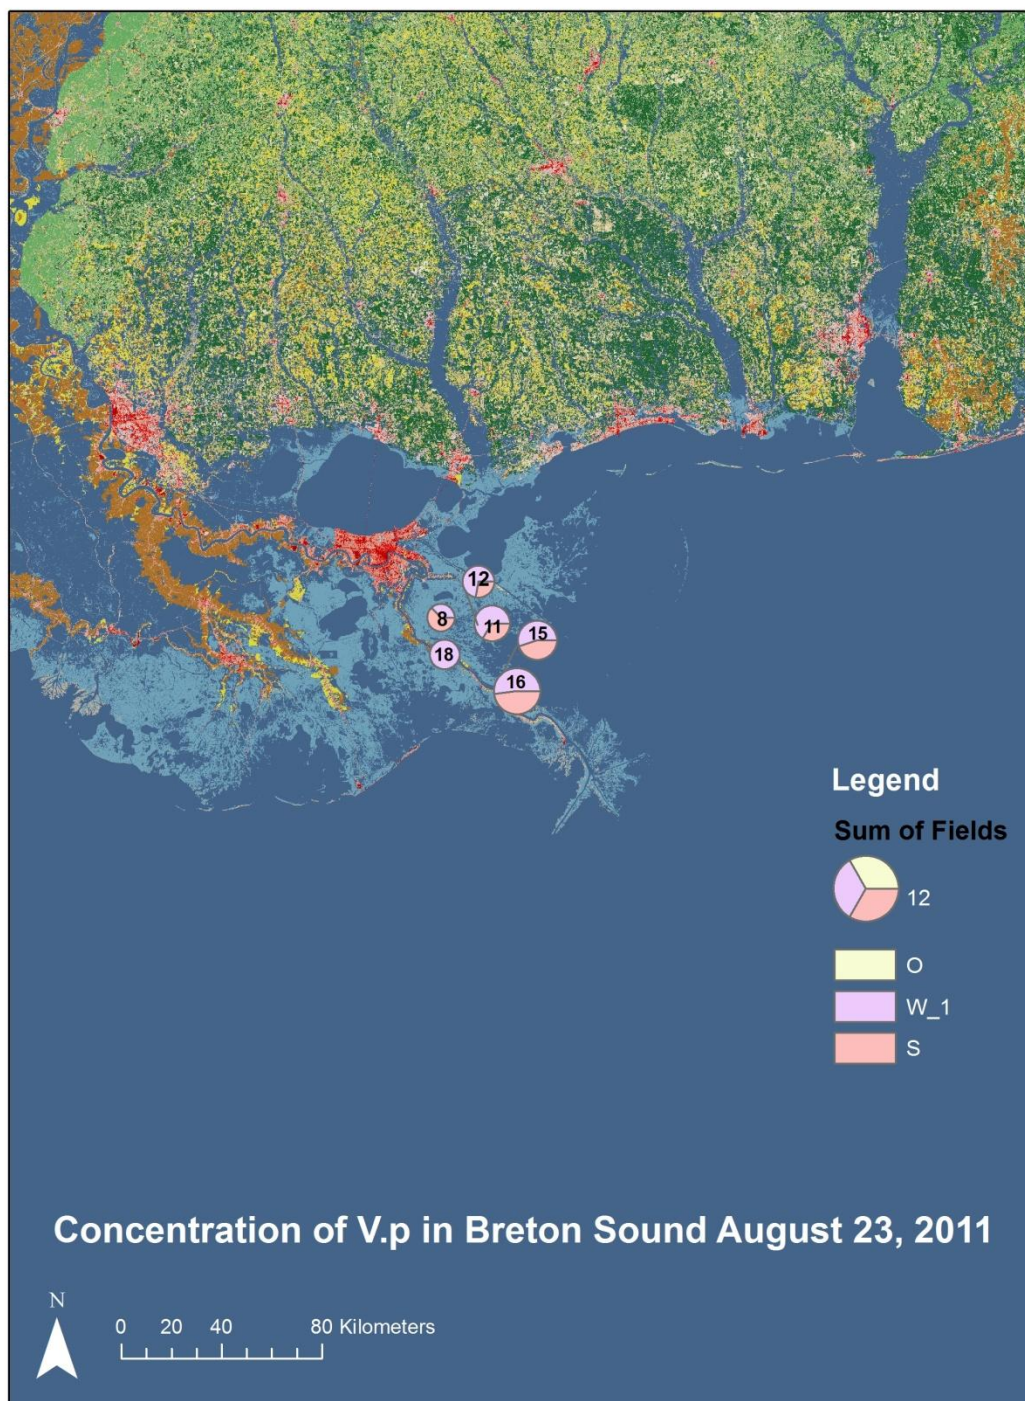 12
8
11
15
18
16
Legend
Sum of Fields
12
O
W_1
S
Concentration of V.p in Breton Sound August 23, 2011
N
0 20 40 80 Kilometers